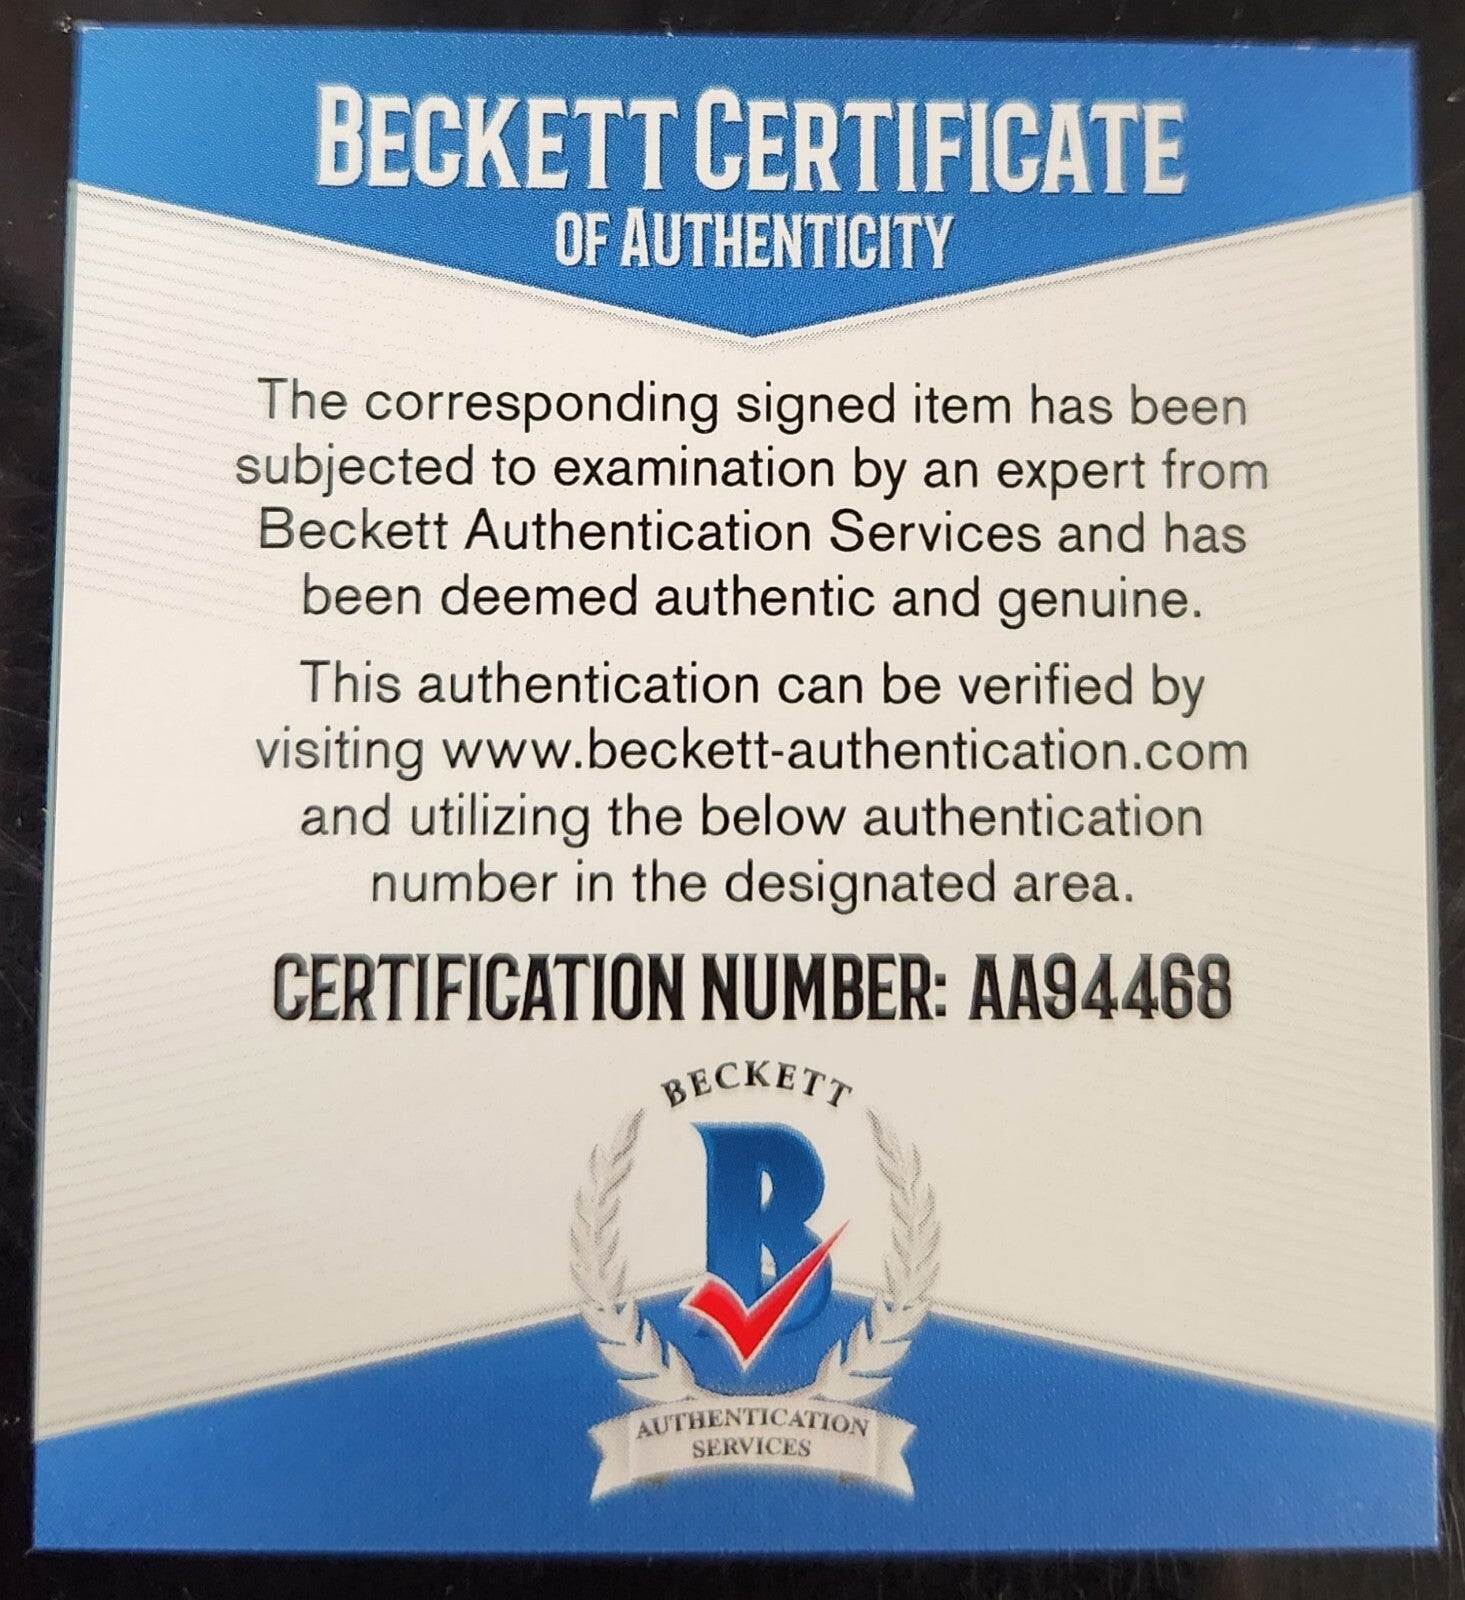 BECKETT CERTIFICATE
OF AUTHENTICITY
The corresponding signed item has been
subjected to examination by an expert from
Beckett Authentication Services and has
been deemed authentic and genuine.
This authentication can be verified by
visiting www.beckett-authentication.com
and utilizing the below authentication
number in the designated area.
CERTIFICATION NUMBER: AA94468
BECKETT
B
AUTHENTICATION
SERVICES